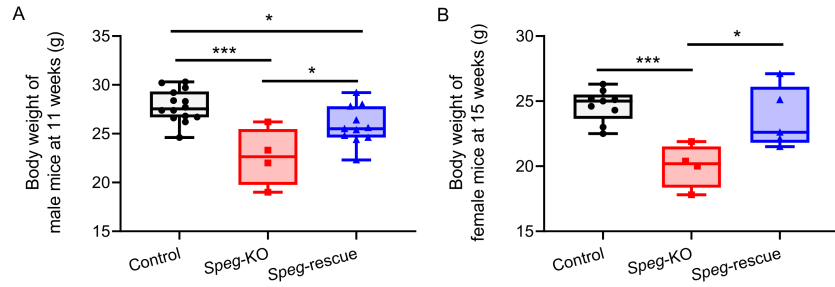 A
Body weight of
male mice at 11 weeks (g)
35
30
25
20
15
*
***
*
Control
Speg-KO
Speg-rescue
B
Body weight of
female mice at 15 weeks (g)
30
25
20
15
***
*
Control
Speg-KO
Speg-rescue